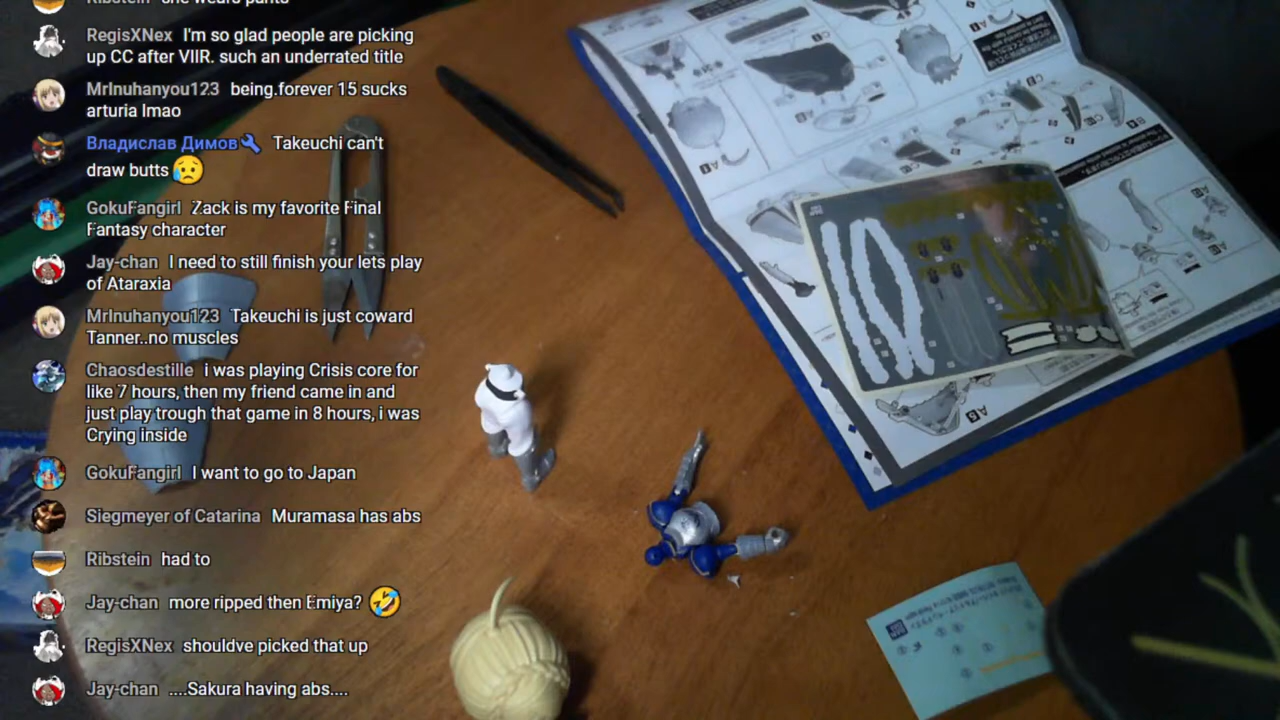 Ribstein she wears pants
RegisXNex I'm so glad people are picking
up CC after VIIR. such an underrated title
MrInuhanyou123 being.forever 15 sucks
arturia lmao
Владислав Димов Takeuchi can't
draw butts
GokuFangirl Zack is my favorite Final
Fantasy character
Jay-chan I need to still finish your lets play
of Ataraxia
MrInuhanyou123 Takeuchi is just coward
Tanner..no muscles
Chaosdestille i was playing Crisis core for
like 7 hours, then my friend came in and
just play trough that game in 8 hours, i was
Crying inside
GokuFangirl I want to go to Japan
Siegmeyer of Catarina Muramasa has abs
Ribstein had to
Jay-chan more ripped then Emiya?
RegisXNex shouldve picked that up
Jay-chan ....Sakura having abs....